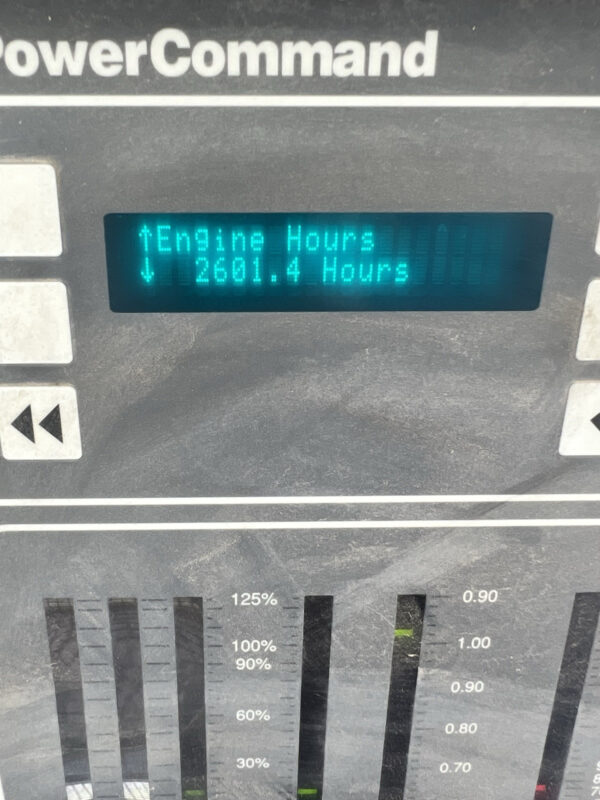 PowerCommand
↑Engine Hours
↓ 2601.4 Hours
125% 0.90
100% 1.00
90%
0.90
60% 0.80
30% 0.70